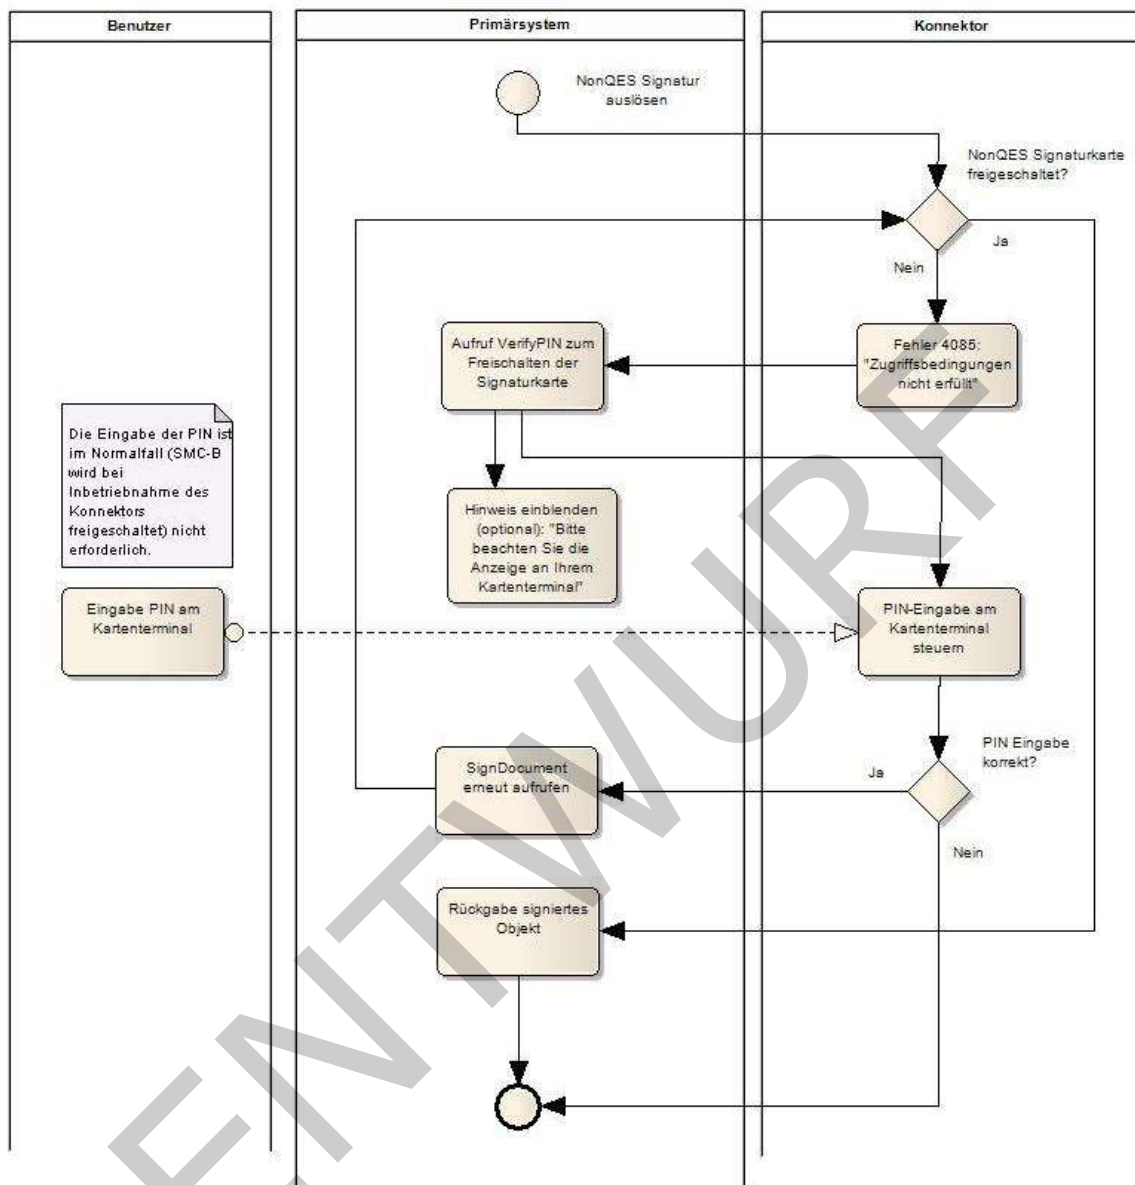 Benutzer
Primärsystem
Konnektor
NonQES Signatur
auslösen
NonQES Signaturkarte
freigeschaltet?
Ja
Nein
Aufruf VerifyPIN zum
Freischalten der
Signaturkarte
Fehler 4085:
"Zugriffsbedingungen
nicht erfüllt"
Die Eingabe der PIN ist
im Normalfall (SMC-B
wird bei
Inbetriebnahme des
Konnektors
freigeschaltet) nicht
erforderlich.
Hinweis einblenden
(optional): "Bitte
beachten Sie die
Anzeige an Ihrem
Kartenterminal"
Eingabe PIN am
Kartenterminal
PIN-Eingabe am
Kartenterminal
steuern
PIN Eingabe
korrekt?
Ja
SignDocument
erneut aufrufen
Nein
Rückgabe signiertes
Objekt
ENTWURF